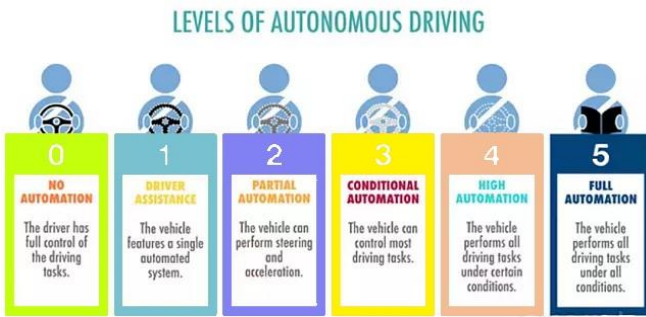 LEVELS OF AUTONOMOUS DRIVING
0
NO
AUTOMATION
The driver has
full control of
the driving
tasks.
1
DRIVER
ASSISTANCE
The vehicle
features a single
automated
system.
2
PARTIAL
AUTOMATION
The vehicle can
perform steering
and
acceleration.
3
CONDITIONAL
AUTOMATION
The vehicle can
control most
driving tasks.
4
HIGH
AUTOMATION
The vehicle
performs all
driving tasks
under certain
conditions.
5
FULL
AUTOMATION
The vehicle
performs all
driving tasks
under all
conditions.